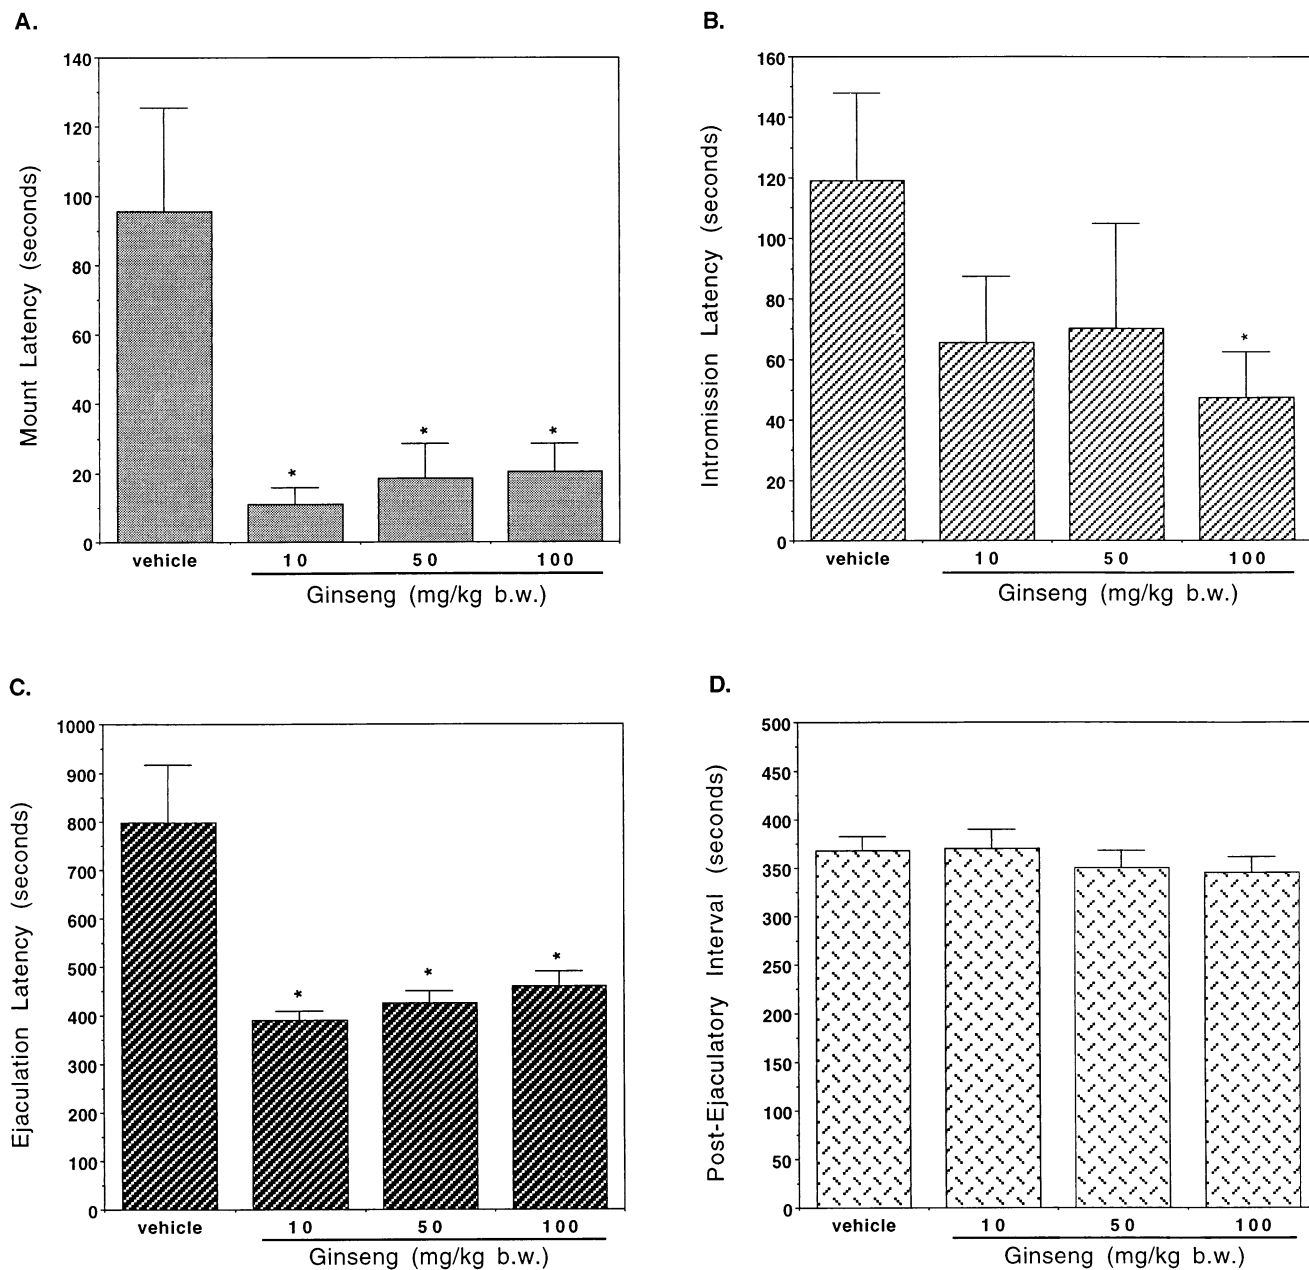 A.
Mount Latency (seconds)
140
120
100
80
60
40
20
0
*
*
*
vehicle 10 50 100
Ginseng (mg/kg b.w.)
B.
Intromission Latency (seconds)
160
140
120
100
80
60
40
20
0
*
vehicle 10 50 100
Ginseng (mg/kg b.w.)
C.
Ejaculation Latency (seconds)
1000
900
800
700
600
500
400
300
200
100
0
*
*
*
vehicle 10 50 100
Ginseng (mg/kg b.w.)
D.
Post-Ejaculatory Interval (seconds)
500
450
400
350
300
250
200
150
100
50
0
vehicle 10 50 100
Ginseng (mg/kg b.w.)